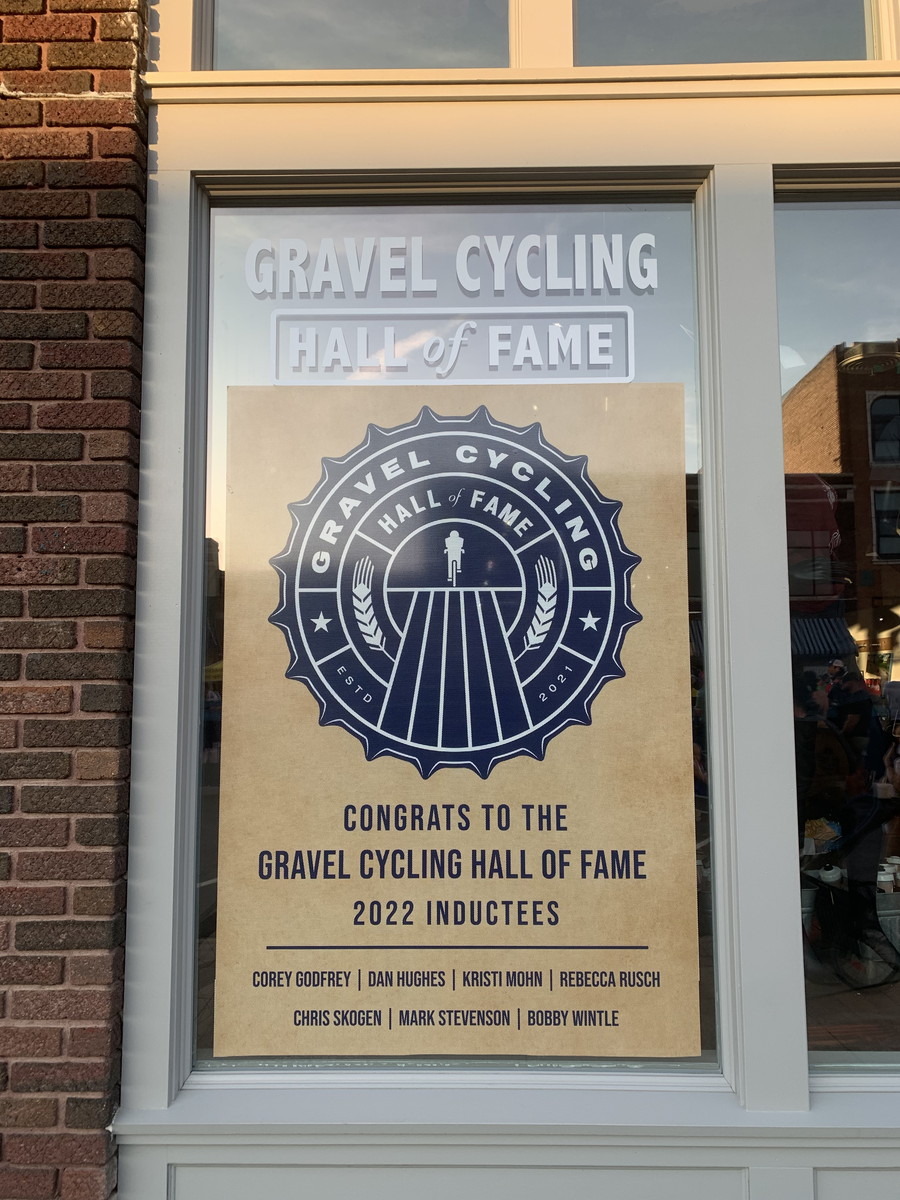 GRAVEL CYCLING
HALL of FAME
GRAVEL CYCLING
HALL of FAME
ESTD 2021
CONGRATS TO THE
GRAVEL CYCLING HALL OF FAME
2022 INDUCTEES
COREY GODFREY | DAN HUGHES | KRISTI MOHN | REBECCA RUSCH
CHRIS SKOGEN | MARK STEVENSON | BOBBY WINTLE